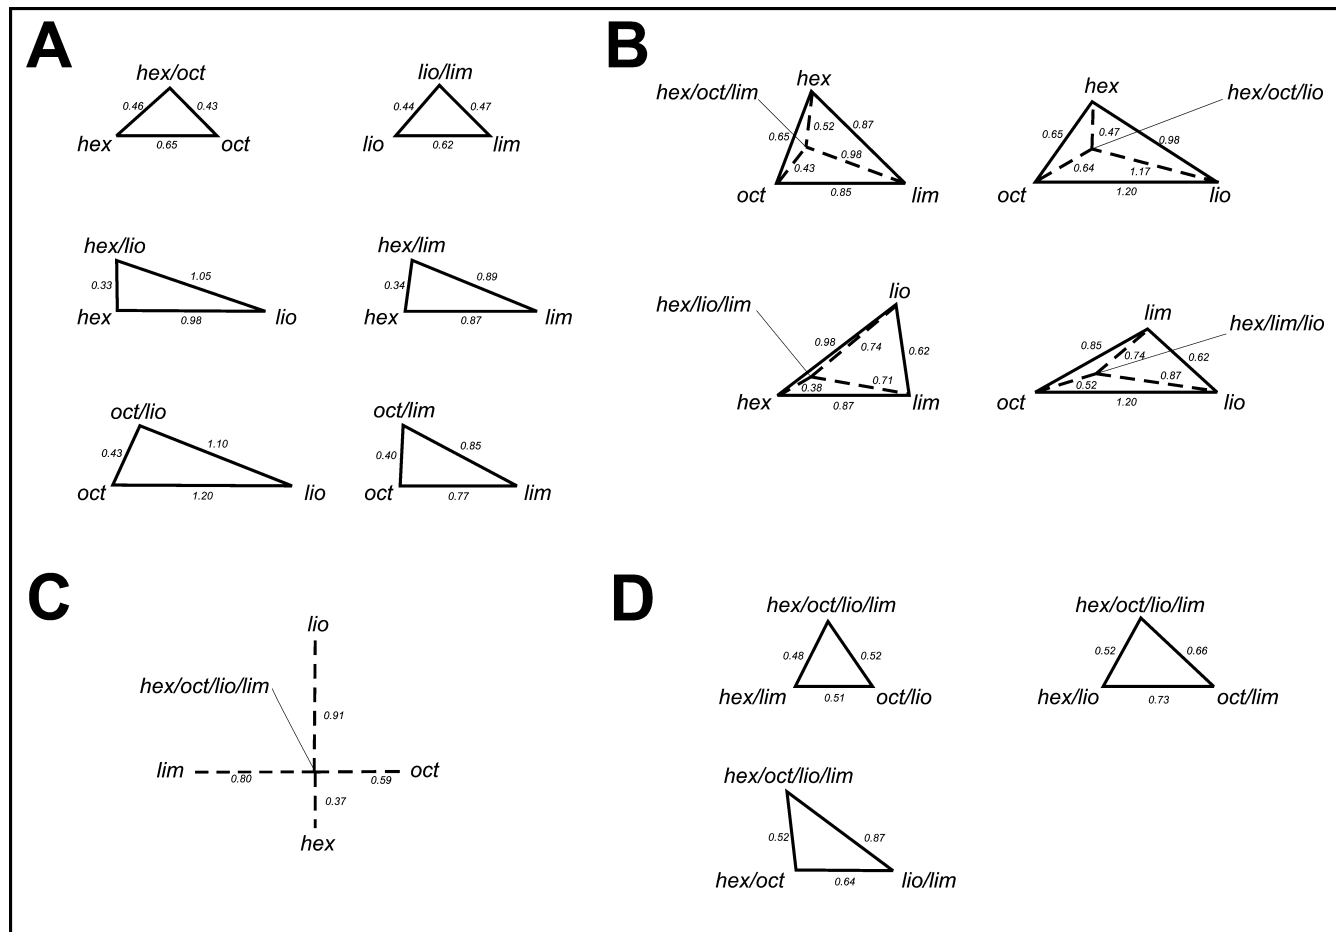 A
hex/oct
0.46
0.43
hex
0.65
oct
lio/lim
0.44
0.47
lio
0.62
lim
hex/lio
0.33
1.05
hex
0.98
lio
hex/lim
0.34
0.89
hex
0.87
lim
oct/lio
0.43
1.10
oct
1.20
lio
oct/lim
0.40
0.85
oct
0.77
lim
B
hex
hex/oct/lim
0.65
0.52
0.87
0.98
0.43
oct
0.85
lim
hex
hex/oct/lio
0.65
0.47
0.98
0.64
1.17
oct
1.20
lio
lio
hex/lio/lim
0.98
0.74
0.62
0.38
0.71
hex
0.87
lim
lim
hex/lim/lio
0.85
0.74
0.62
0.52
0.87
oct
1.20
lio
C
lio
hex/oct/lio/lim
0.91
lim
0.80
0.59
oct
0.37
hex
D
hex/oct/lio/lim
0.48
0.52
hex/lim
0.51
oct/lio
hex/oct/lio/lim
0.52
0.66
hex/lio
0.73
oct/lim
hex/oct/lio/lim
0.52
0.87
hex/oct
0.64
lio/lim